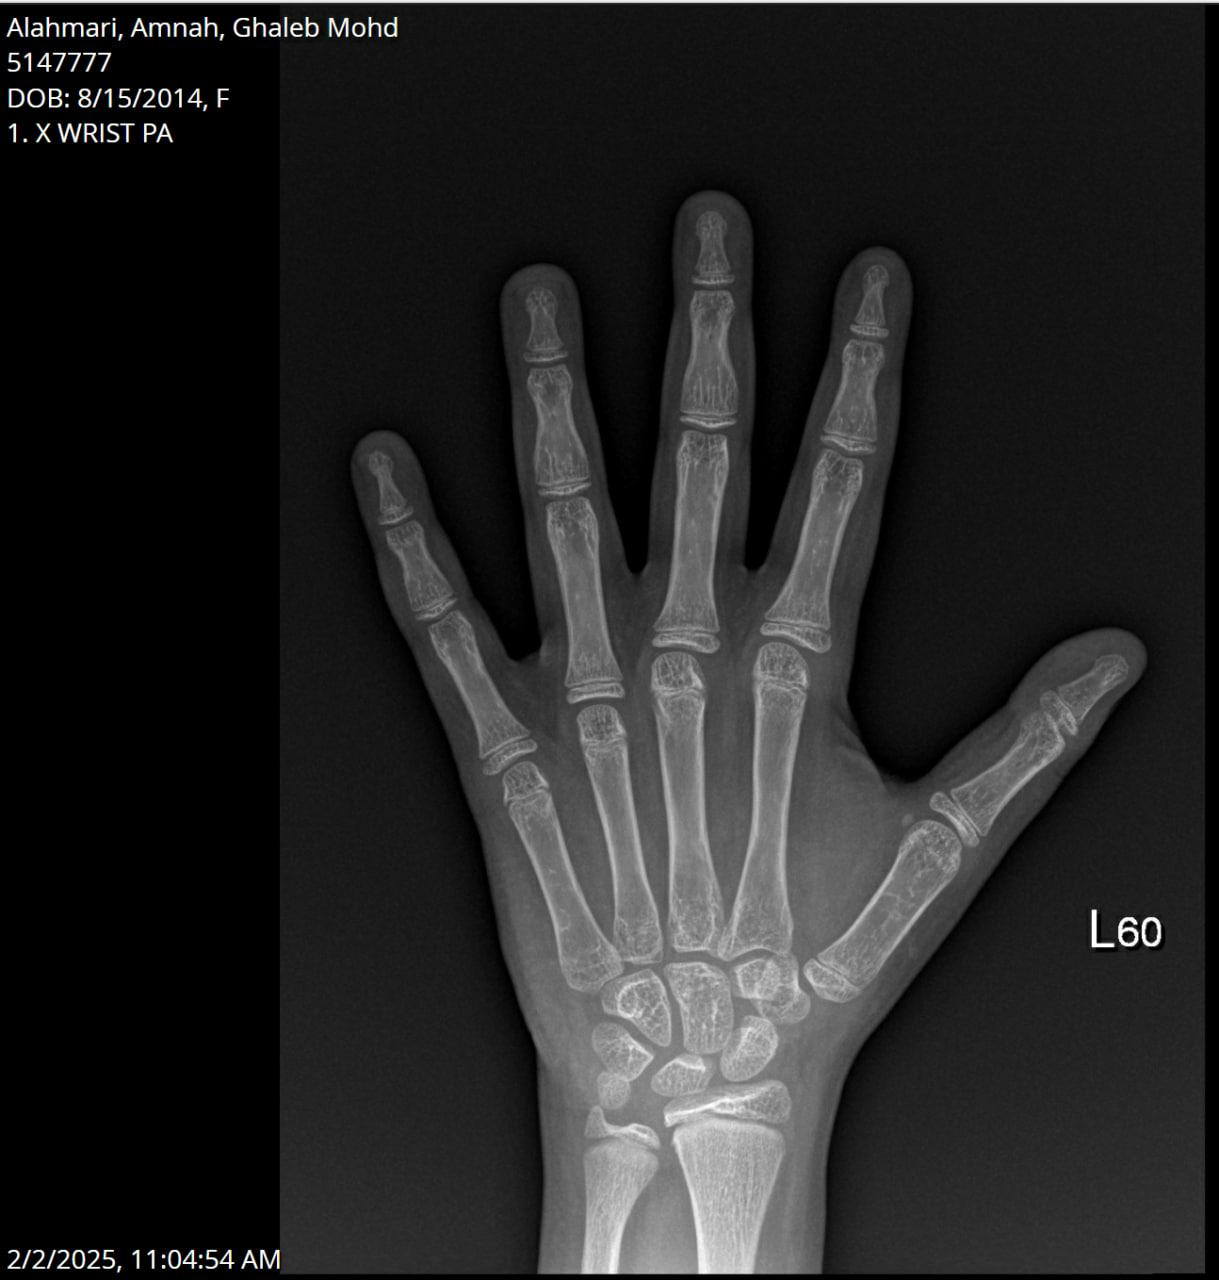 Alahmari, Amnah, Ghaleb Mohd
5147777
DOB: 8/15/2014, F
1. X WRIST PA
L60
2/2/2025, 11:04:54 AM